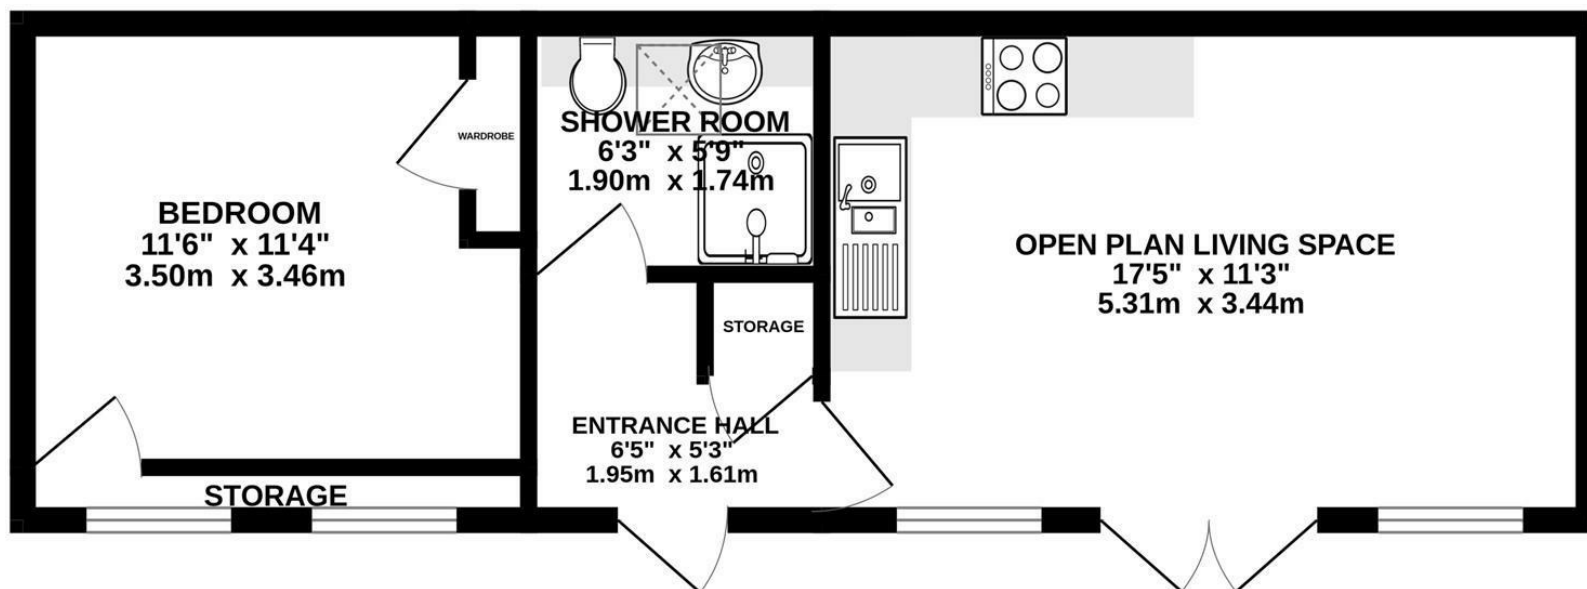 BEDROOM
11'6"  x 11'4"
3.50m  x 3.46m
WARDROBE
STORAGE
SHOWER ROOM
6'3"  x 5'9"
1.90m  x 1.74m
STORAGE
ENTRANCE HALL
6'5"  x 5'3"
1.95m  x 1.61m
OPEN PLAN LIVING SPACE
17'5"  x 11'3"
5.31m  x 3.44m